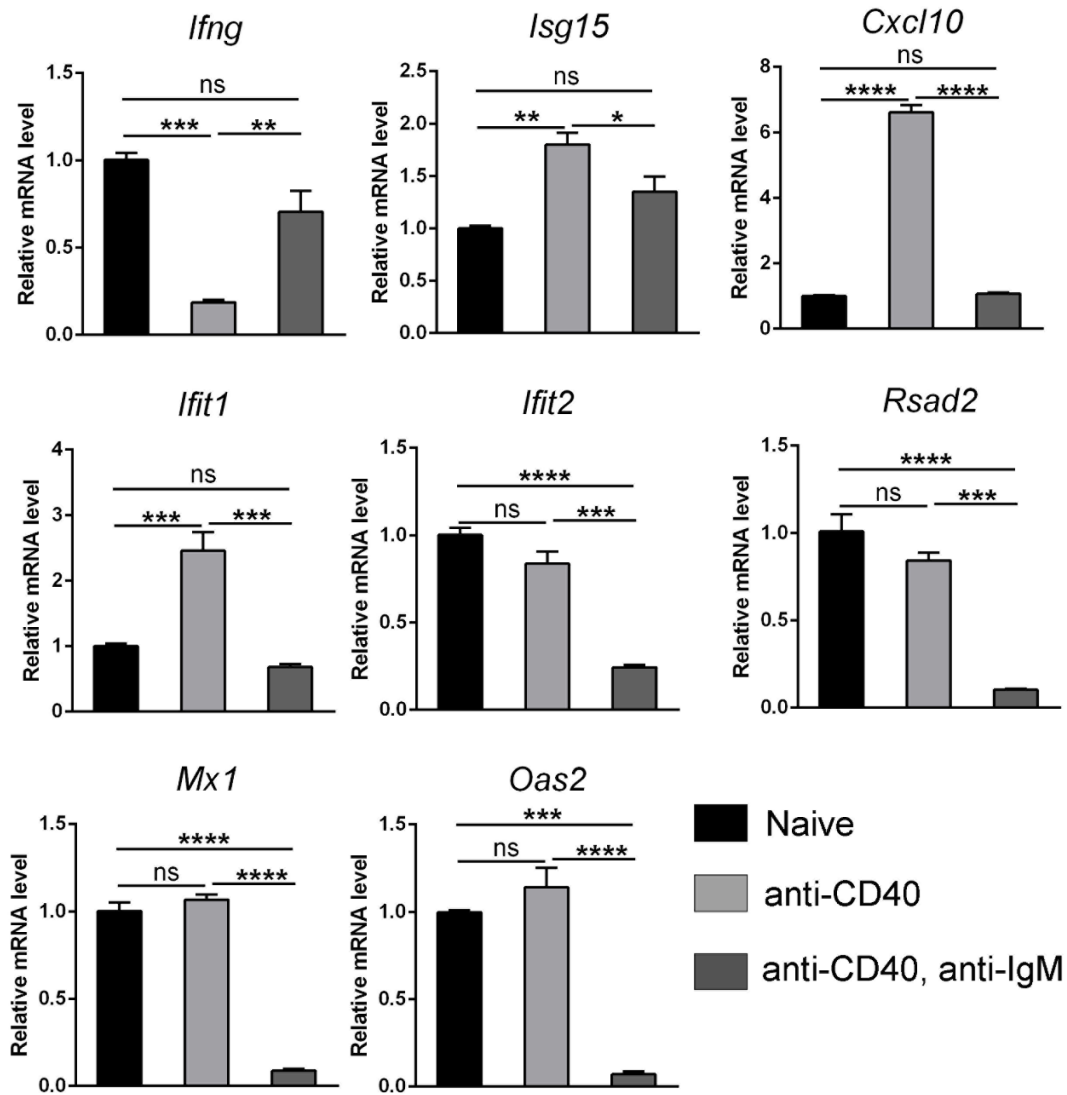 Ifng
Relative mRNA level
1.5
1.0
0.5
0.0
ns
***
**
Isg15
Relative mRNA level
2.5
2.0
1.5
1.0
0.5
0.0
ns
**
*
Cxcl10
Relative mRNA level
8
6
4
2
0
ns
****
****
Ifit1
Relative mRNA level
4
3
2
1
0
ns
***
***
Ifit2
Relative mRNA level
1.5
1.0
0.5
0.0
****
ns
***
Rsad2
Relative mRNA level
1.5
1.0
0.5
0.0
****
ns
***
Mx1
Relative mRNA level
1.5
1.0
0.5
0.0
****
ns
****
Oas2
Relative mRNA level
1.5
1.0
0.5
0.0
***
ns
****
Naive
anti-CD40
anti-CD40, anti-IgM